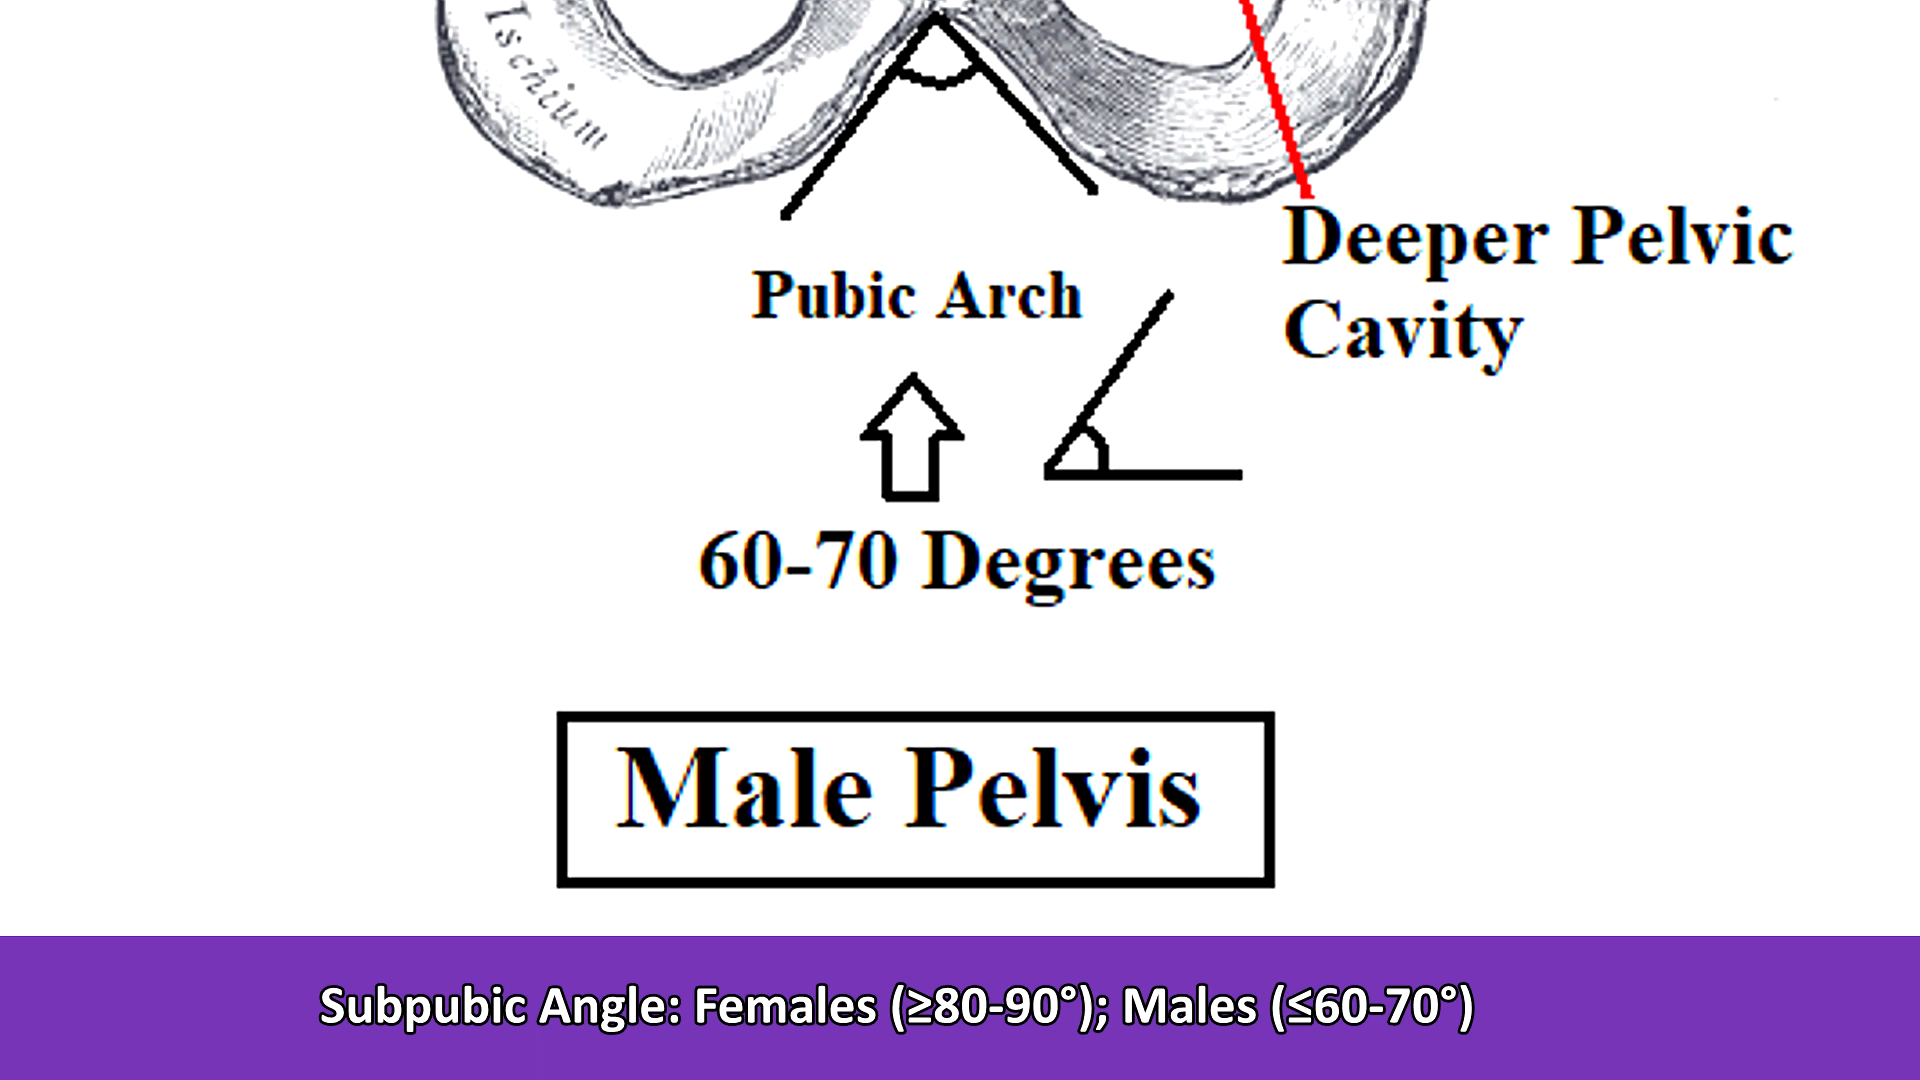 Ischium
Deeper Pelvic
Cavity
Pubic Arch
60-70 Degrees
Male Pelvis
Subpubic Angle: Females (≥80-90°); Males (≤60-70°)